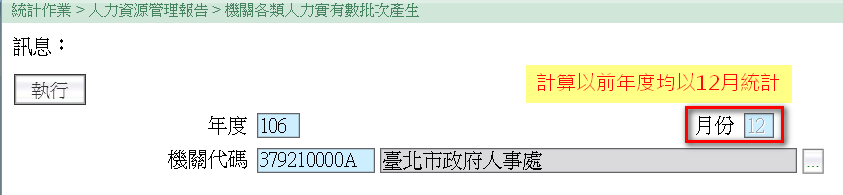 統計作業 > 人力資源管理報告 > 機關各類人力實有數批次產生
訊息：
計算以前年度均以12月統計
執行
年度 106 月份 12
機關代碼 379210000A 臺北市政府人事處 ...